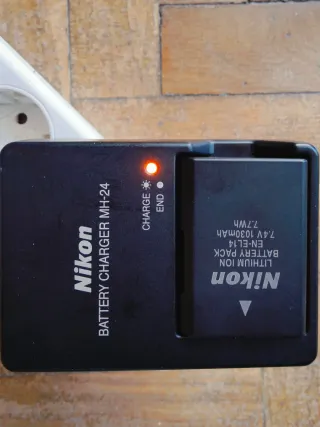 Nikon
BATTERY CHARGER MH-24
CHARGE
END
Nikon
LITHIUM ION
BATTERY PACK
EN-EL14
7.4V 1030mAh
7.7Wh